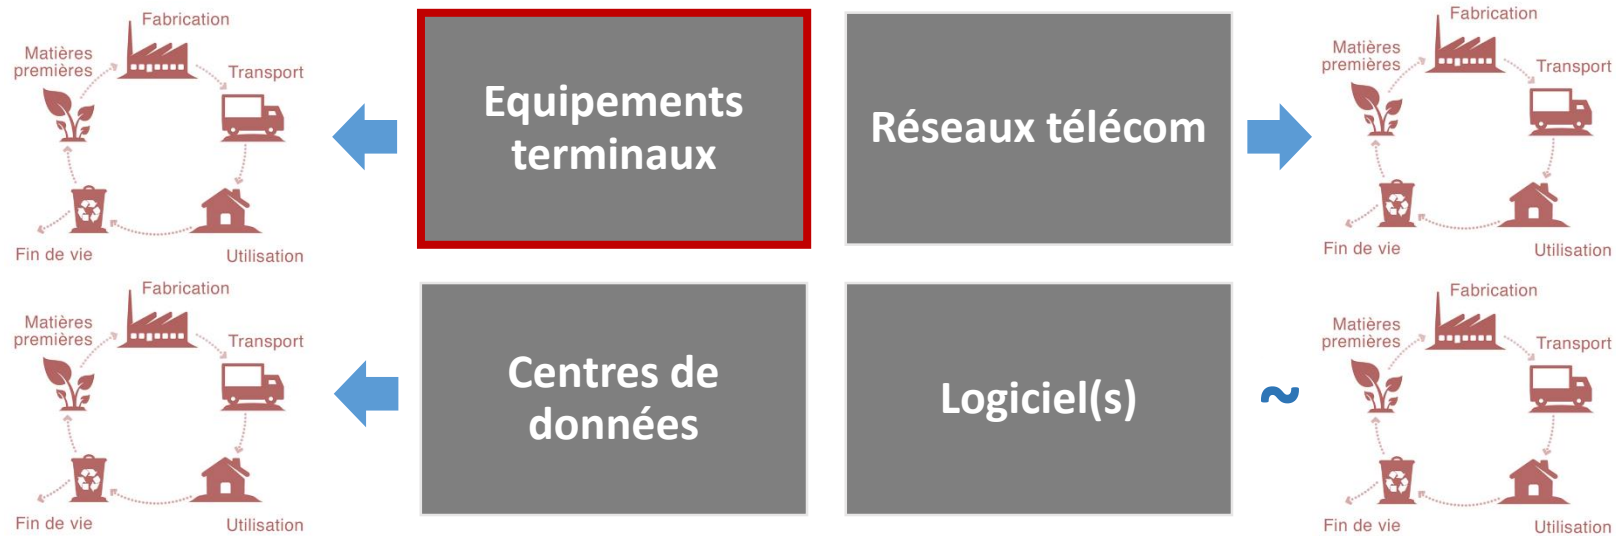 Fabrication
Matières
premières
Transport
Fin de vie
Utilisation
Equipements
terminaux
Réseaux télécom
Fabrication
Matières
premières
Transport
Fin de vie
Utilisation
Fabrication
Matières
premières
Transport
Fin de vie
Utilisation
Centres de
données
Logiciel(s)
~
Fabrication
Matières
premières
Transport
Fin de vie
Utilisation